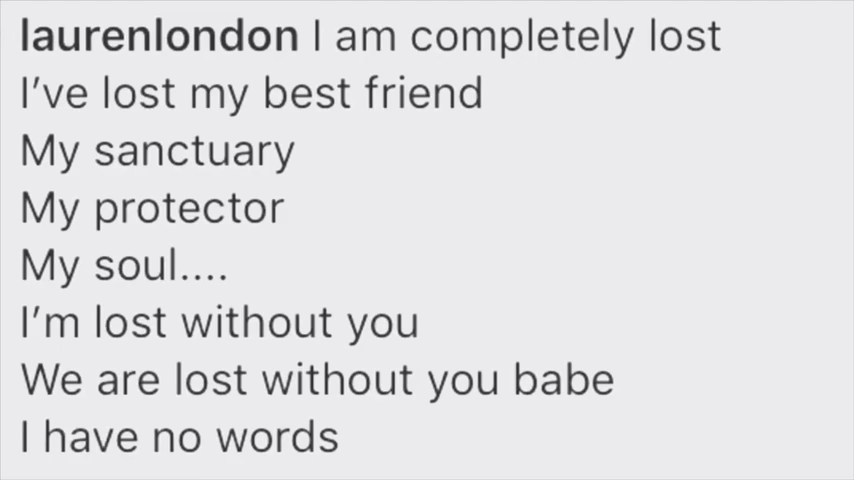 laurenlondon I am completely lost
I’ve lost my best friend
My sanctuary
My protector
My soul....
I’m lost without you
We are lost without you babe
I have no words